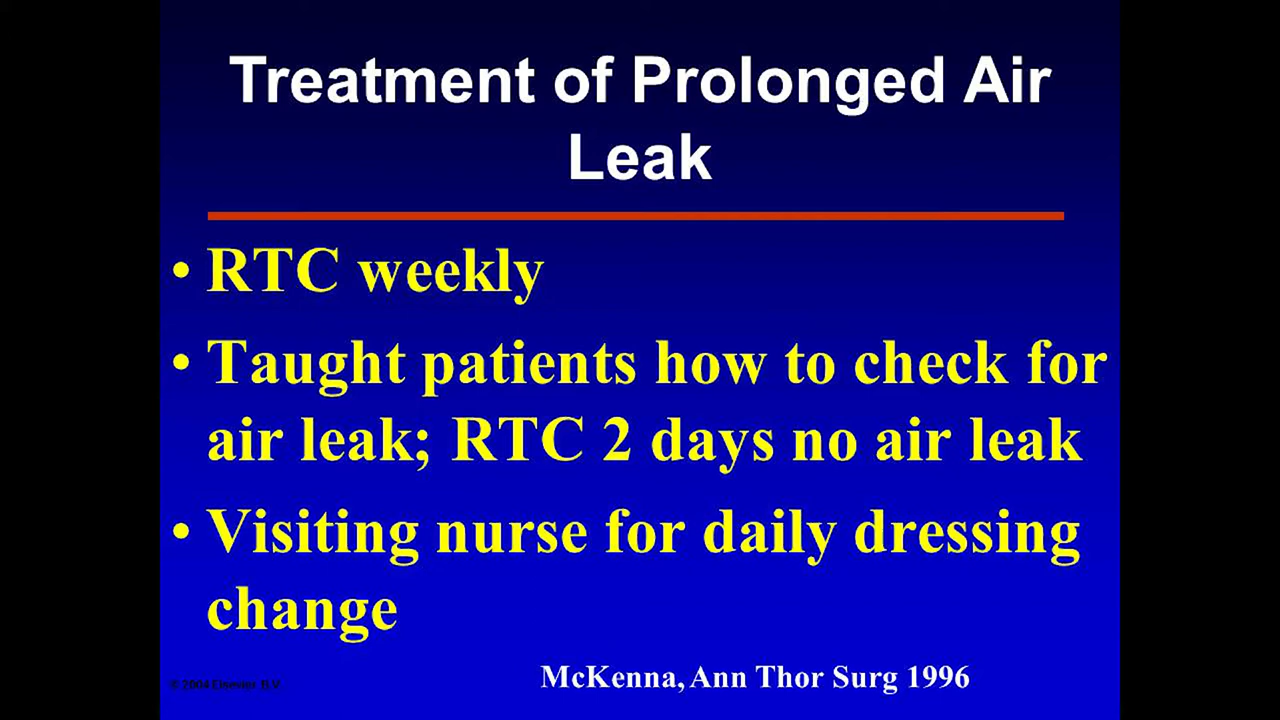 Treatment of Prolonged Air
Leak
• RTC weekly
• Taught patients how to check for
air leak; RTC 2 days no air leak
• Visiting nurse for daily dressing
change
McKenna, Ann Thor Surg 1996
© 2004 Elsevier B.V.